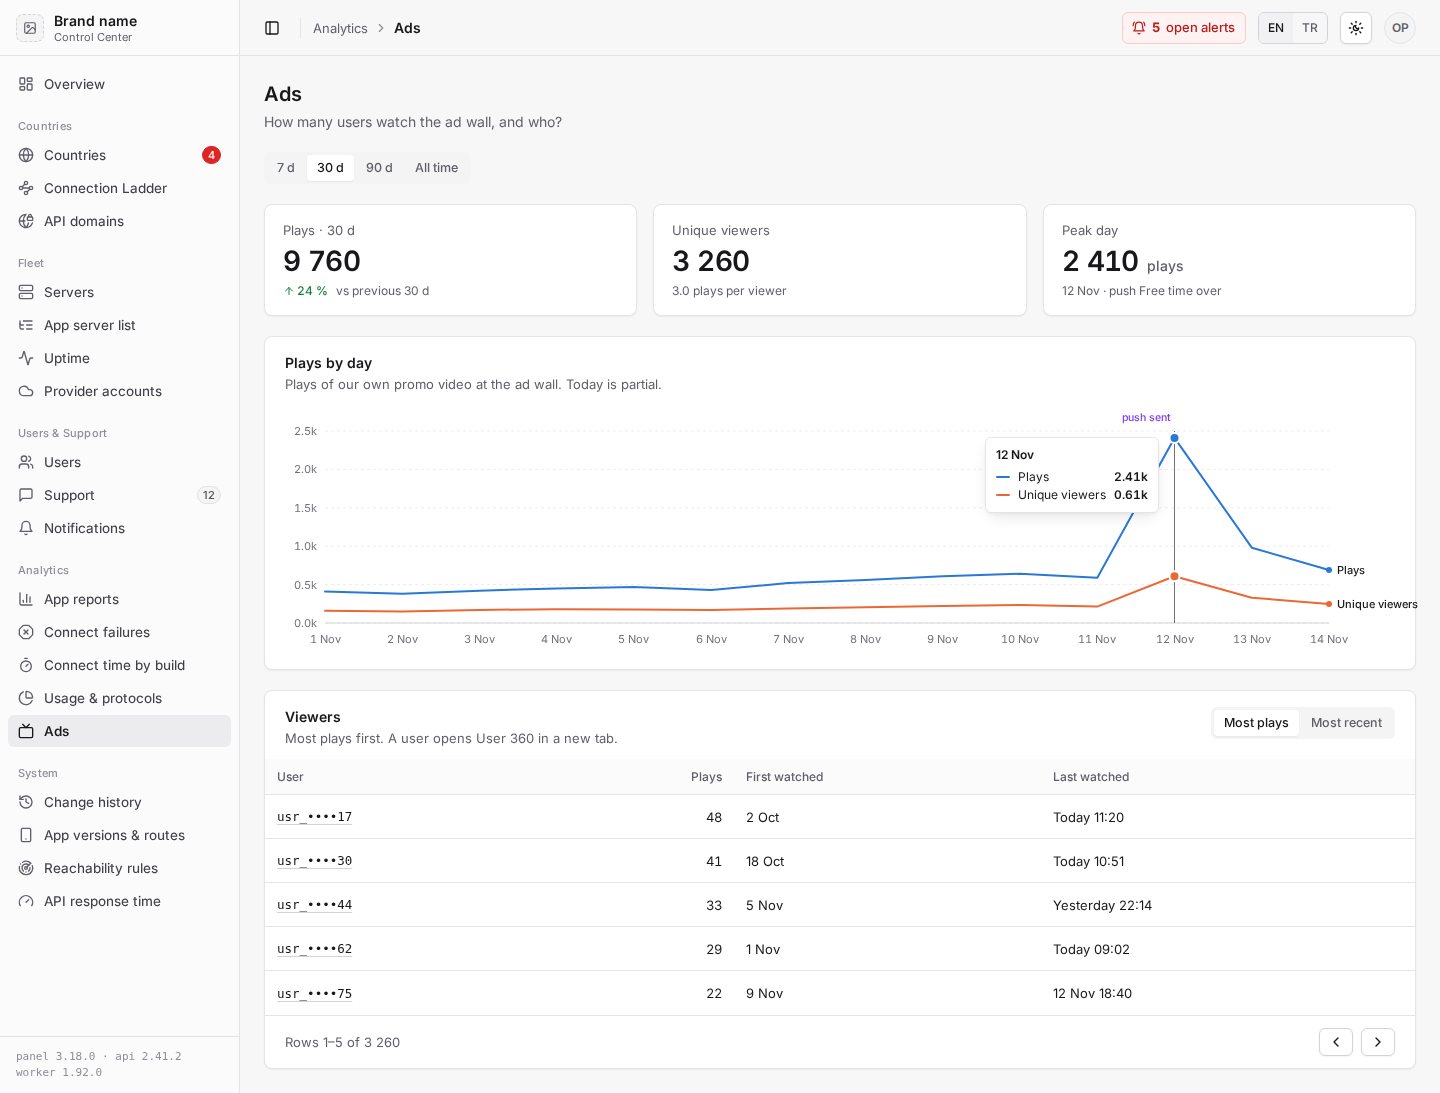 Brand name
Control Center
Analytics > Ads
5 open alerts
EN TR
OP
Overview
Countries
Countries 4
Connection Ladder
API domains
Fleet
Servers
App server list
Uptime
Provider accounts
Users & Support
Users
Support 12
Notifications
Analytics
App reports
Connect failures
Connect time by build
Usage & protocols
Ads
System
Change history
App versions & routes
Reachability rules
API response time
panel 3.18.0 · api 2.41.2
worker 1.92.0
Ads
How many users watch the ad wall, and who?
7 d 30 d 90 d All time
Plays · 30 d
9 760
↑ 24 % vs previous 30 d
Unique viewers
3 260
3.0 plays per viewer
Peak day
2 410 plays
12 Nov · push Free time over
Plays by day
Plays of our own promo video at the ad wall. Today is partial.
push sent
2.5k
2.0k
1.5k
1.0k
0.5k
0.0k
12 Nov
Plays 2.41k
Unique viewers 0.61k
Plays
Unique viewers
1 Nov 2 Nov 3 Nov 4 Nov 5 Nov 6 Nov 7 Nov 8 Nov 9 Nov 10 Nov 11 Nov 12 Nov 13 Nov 14 Nov
Viewers
Most plays first. A user opens User 360 in a new tab.
Most plays Most recent
User Plays First watched Last watched
usr_••••17 48 2 Oct Today 11:20
usr_••••30 41 18 Oct Today 10:51
usr_••••44 33 5 Nov Yesterday 22:14
usr_••••62 29 1 Nov Today 09:02
usr_••••75 22 9 Nov 12 Nov 18:40
Rows 1–5 of 3 260